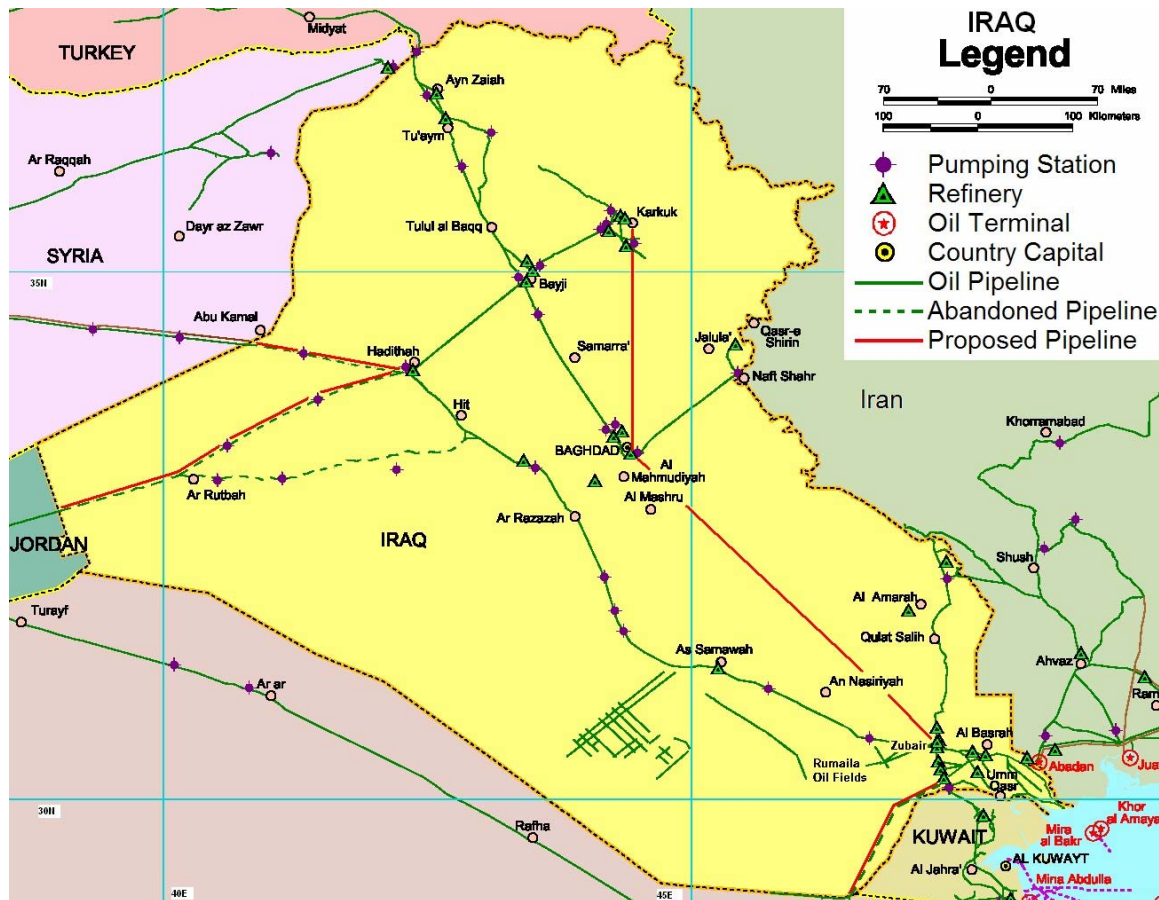 IRAQ
Legend
70 0 70 Miles
100 0 100 Kilometers
Pumping Station
Refinery
Oil Terminal
Country Capital
Oil Pipeline
Abandoned Pipeline
Proposed Pipeline
Midyat
TURKEY
Ayn Zalah
Tu'aym
Ar Raqqah
Dayr az Zawr
Tulul al Baqq
Karkuk
SYRIA
35N
Bayji
Abu Kamal
Qasr-e
Shirin
Jalula'
Samarra'
Hadithah
Naft Shahr
Iran
Hit
Khorramabad
BAGHDAD
Al
Mahmudiyah
Ar Rutbah
Al Mashru
Ar Razazah
JORDAN
IRAQ
Shush
Al Amarah
Turayf
Qulat Salih
As Samawah
Ahvaz
Ar ar
An Nasiriyah
Ram
Zubair
Al Basrah
Rumaila
Oil Fields
Umm
Qasr
Abadan
Jua
30N
Khor
al Amaya
Mina
al Bakr
Rafha
KUWAIT
AL KUWAYT
Al Jahra'
Mina Abdulla
40E
45E